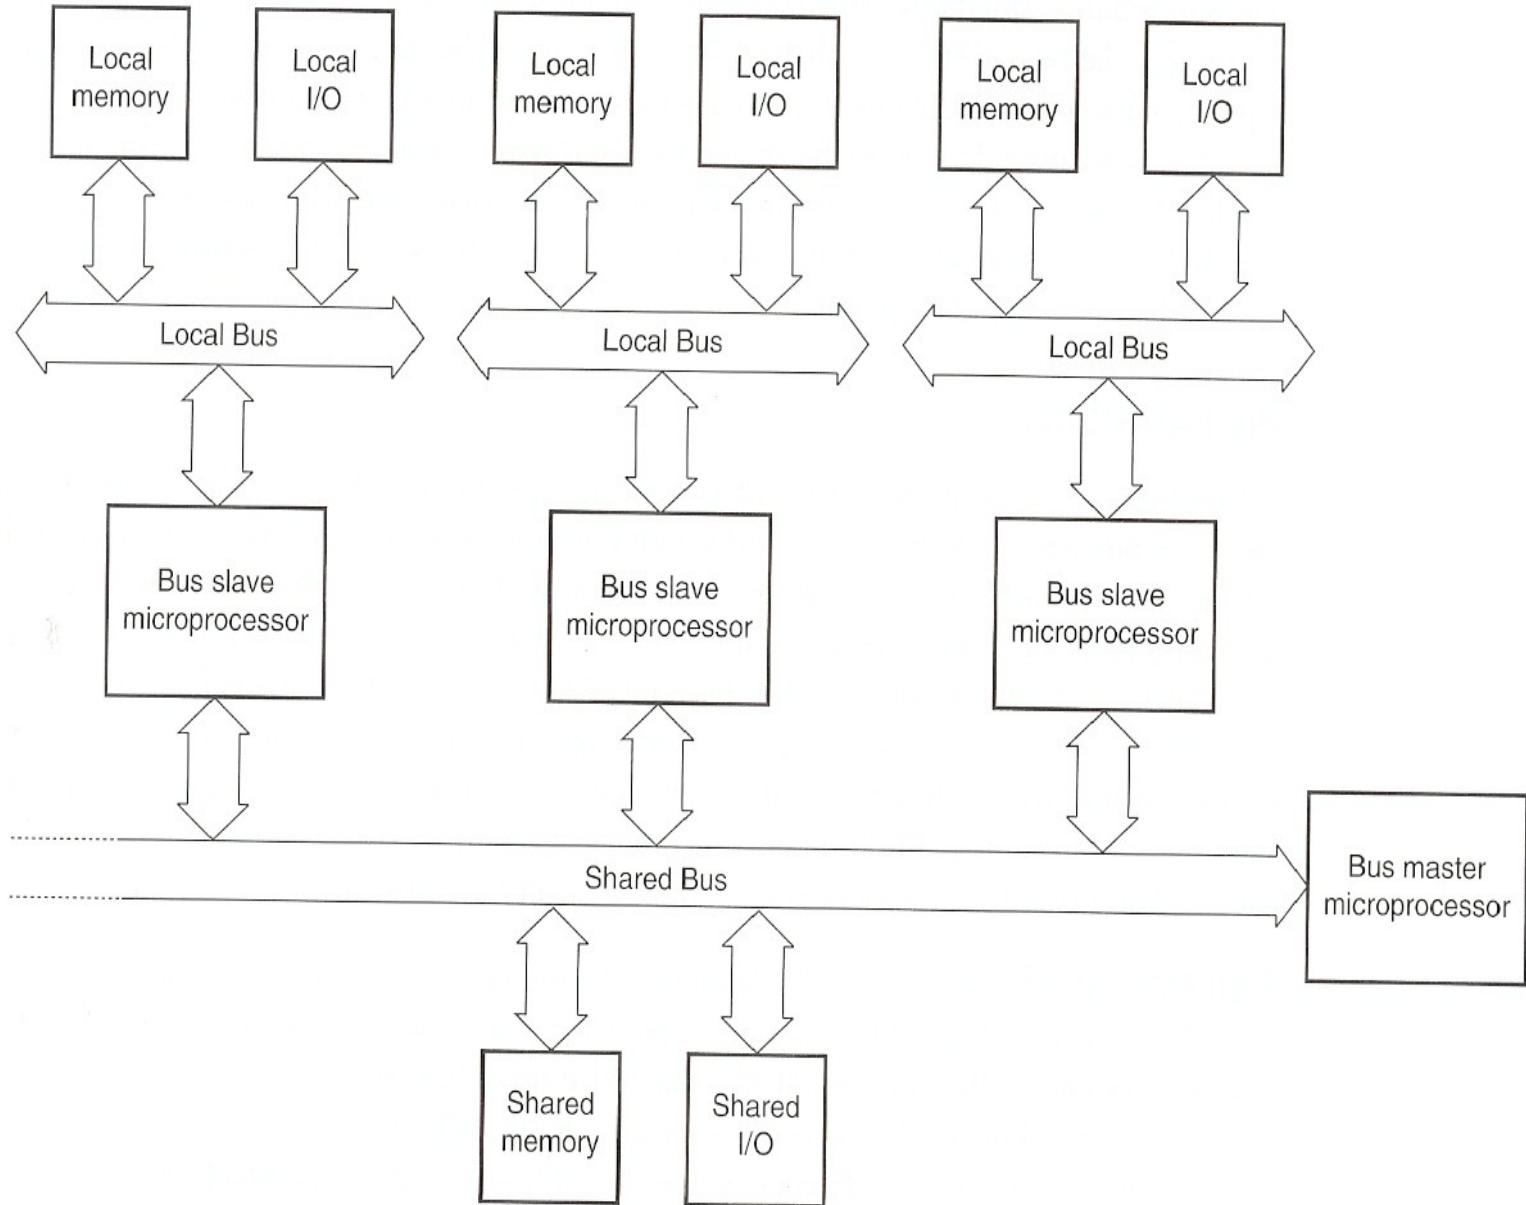 Local
memory
Local
I/O
Local
memory
Local
I/O
Local
memory
Local
I/O
Local Bus
Local Bus
Local Bus
Bus slave
microprocessor
Bus slave
microprocessor
Bus slave
microprocessor
Shared Bus
Bus master
microprocessor
Shared
memory
Shared
I/O